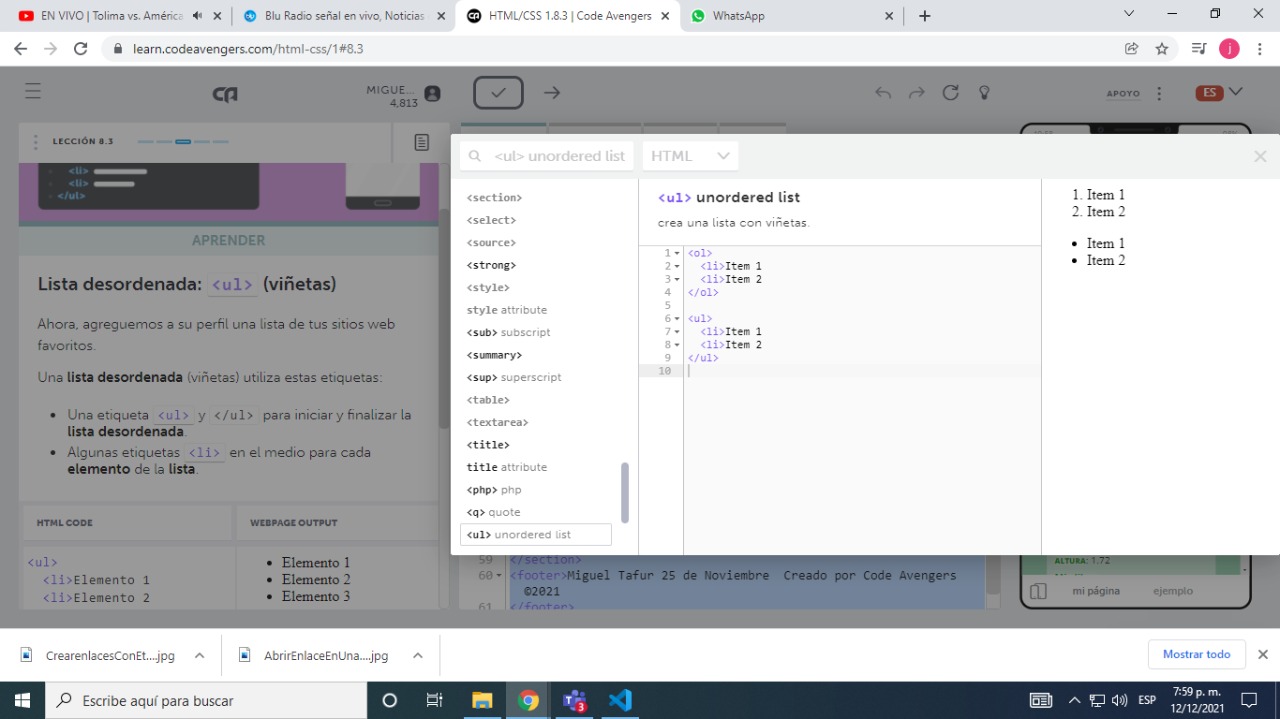 EN VIVO | Tolima vs. América
Blu Radio señal en vivo, Noticias
HTML/CSS 1.8.3 | Code Avengers
WhatsApp
learn.codeavengers.com/html-css/1#8.3
j
MIGUE...
4,813
APOYO
ES
LECCIÓN 8.3
<li>
<li>
</ul>
APRENDER
Lista desordenada: <ul> (viñetas)
Ahora, agreguemos a su perfil una lista de tus sitios web
favoritos.
Una lista desordenada (viñetas) utiliza estas etiquetas:
• Una etiqueta <ul> y </ul> para iniciar y finalizar la
lista desordenada.
• Algunas etiquetas <li> en el medio para cada
elemento de la lista.
HTML CODE
WEBPAGE OUTPUT
<ul>
<li>Elemento 1
<li>Elemento 2
• Elemento 1
• Elemento 2
• Elemento 3
<ul> unordered list
HTML
<section>
<select>
<source>
<strong>
<style>
style attribute
<sub> subscript
<summary>
<sup> superscript
<table>
<textarea>
<title>
title attribute
<php> php
<q> quote
<ul> unordered list
<ul> unordered list
crea una lista con viñetas.
1 <ol>
2 <li>Item 1
3 <li>Item 2
4 </ol>
5
6 <ul>
7 <li>Item 1
8 <li>Item 2
9 </ul>
10
1. Item 1
2. Item 2
• Item 1
• Item 2
59 </section>
60 <footer>Miguel Tafur 25 de Noviembre  Creado por Code Avengers
©2021
61 </footer>
ALTURA: 1.72
mi página
ejemplo
CrearenlacesConEt....jpg
AbrirEnlaceEnUna....jpg
Mostrar todo
Escribe aquí para buscar
3
ESP
7:59 p. m.
12/12/2021